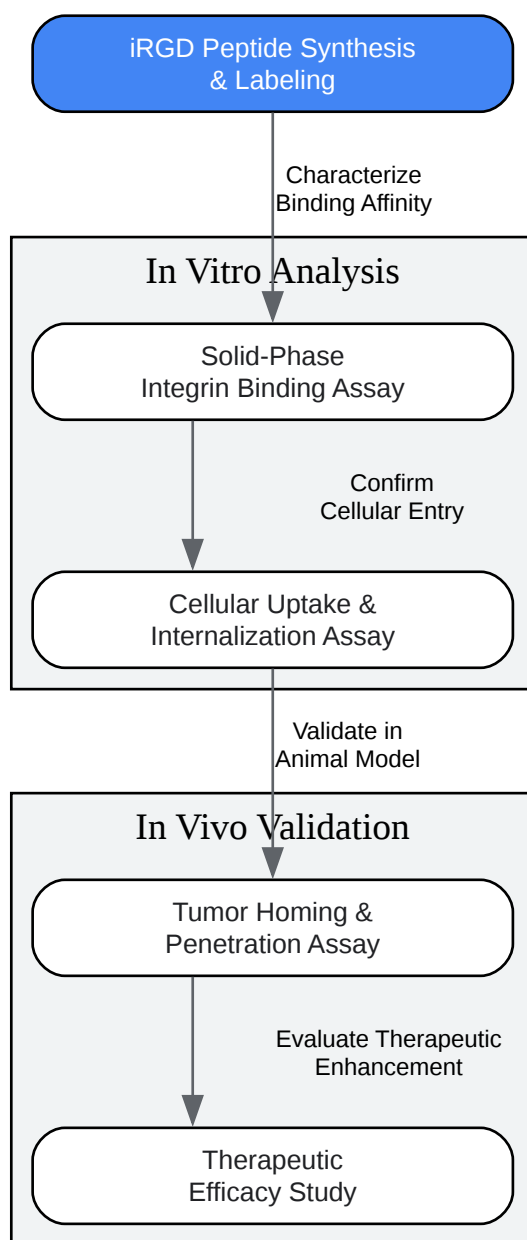 iRGD Peptide Synthesis
& Labeling
Characterize
Binding Affinity
In Vitro Analysis
Solid-Phase
Integrin Binding Assay
Confirm
Cellular Entry
Cellular Uptake &
Internalization Assay
Validate in
Animal Model
In Vivo Validation
Tumor Homing &
Penetration Assay
Evaluate Therapeutic
Enhancement
Therapeutic
Efficacy Study